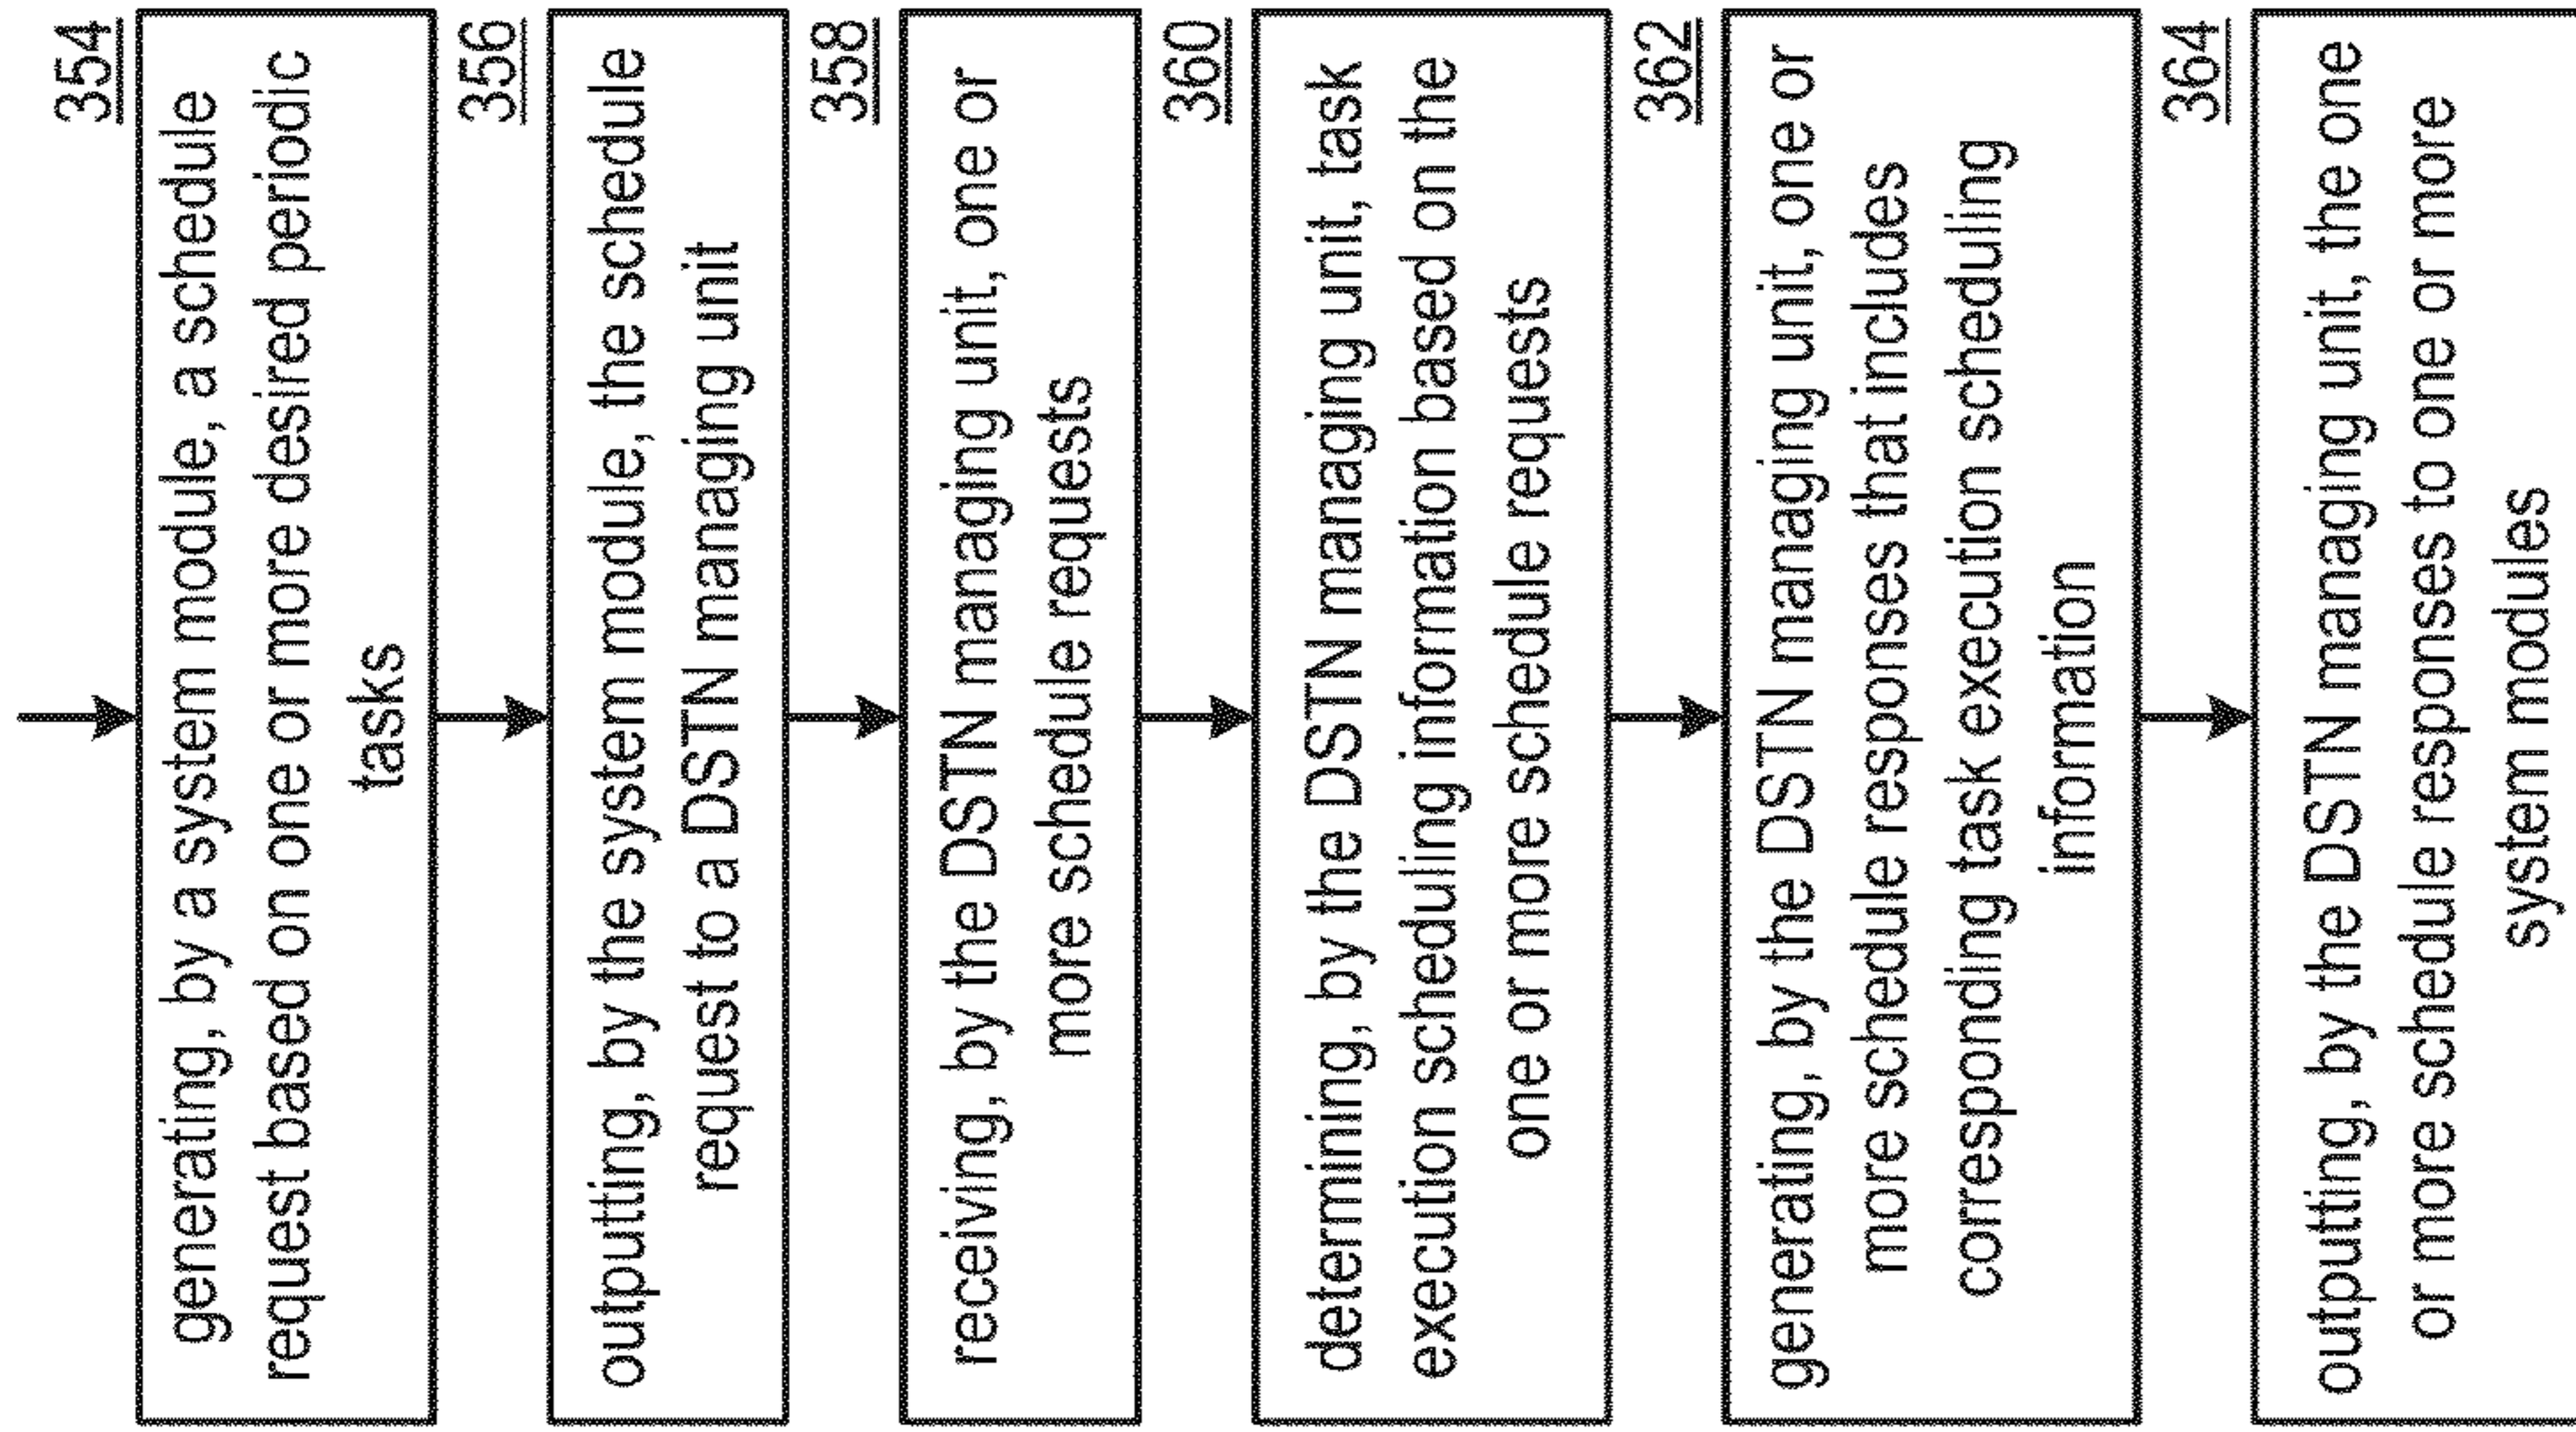 354
generating, by a system module, a schedule
request based on one or more desired periodic
tasks
356
outputting, by the system module, the schedule
request to a DSTN managing unit
358
receiving, by the DSTN managing unit, one or
more schedule requests
360
determining, by the DSTN managing unit, task
execution scheduling information based on the
one or more schedule requests
362
generating, by the DSTN managing unit, one or
more schedule responses that includes
corresponding task execution scheduling
information
364
outputting, by the DSTN managing unit, the one
or more schedule responses to one or more
system modules